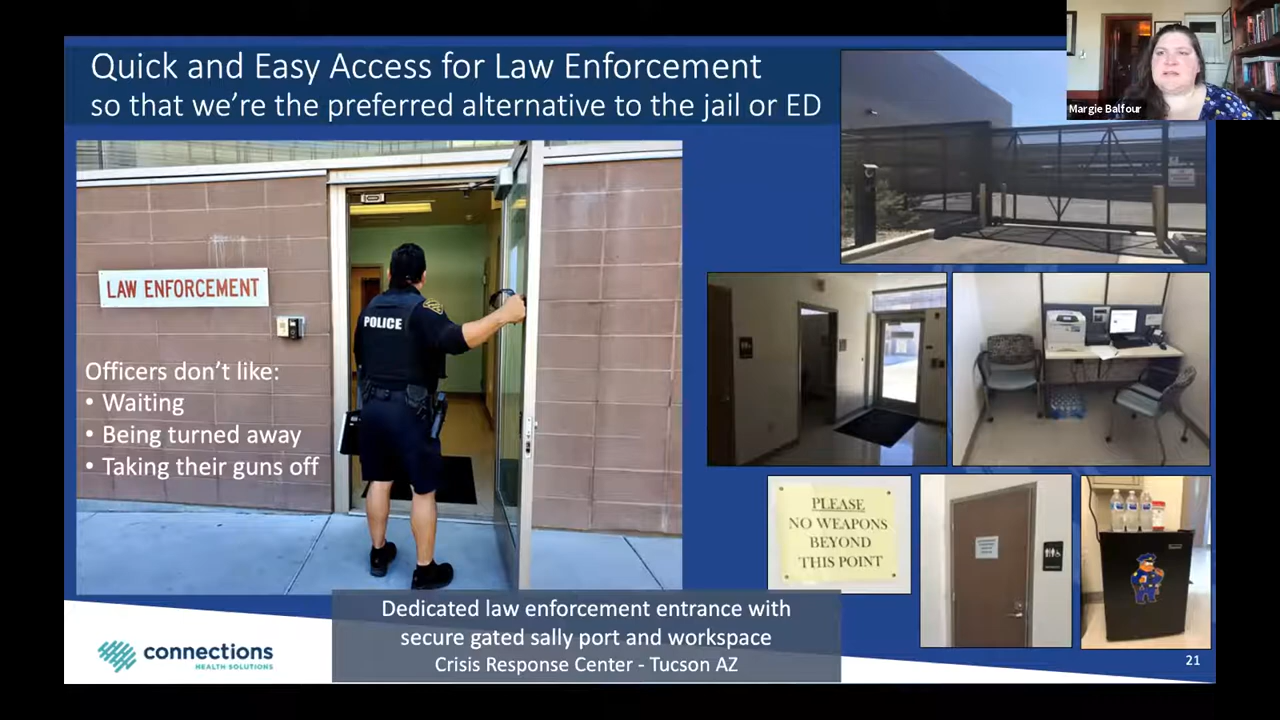 Quick and Easy Access for Law Enforcement
so that we're the preferred alternative to the jail or ED
Margie Balfour
LAW ENFORCEMENT
POLICE
Officers don't like:
• Waiting
• Being turned away
• Taking their guns off
PLEASE
NO WEAPONS
BEYOND
THIS POINT
Dedicated law enforcement entrance with
secure gated sally port and workspace
Crisis Response Center - Tucson AZ
connections
HEALTH SOLUTIONS
21